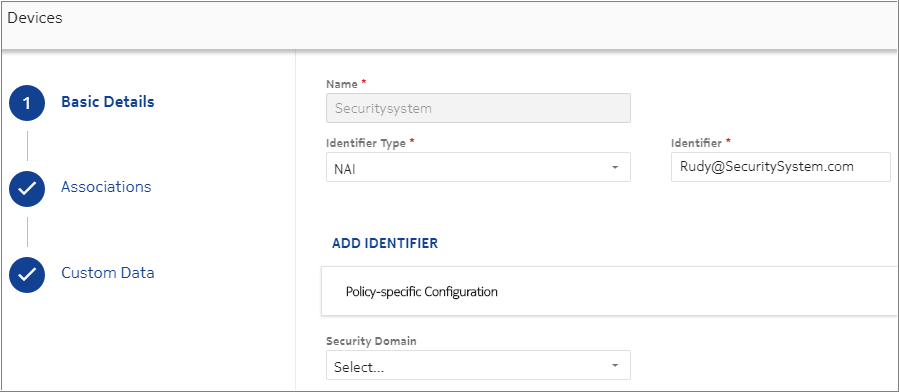 Devices
1 Basic Details
Associations
Custom Data
Name *
Securitysystem
Identifier Type * Identifier *
NAI Rudy@SecuritySystem.com
ADD IDENTIFIER
Policy-specific Configuration
Security Domain
Select...